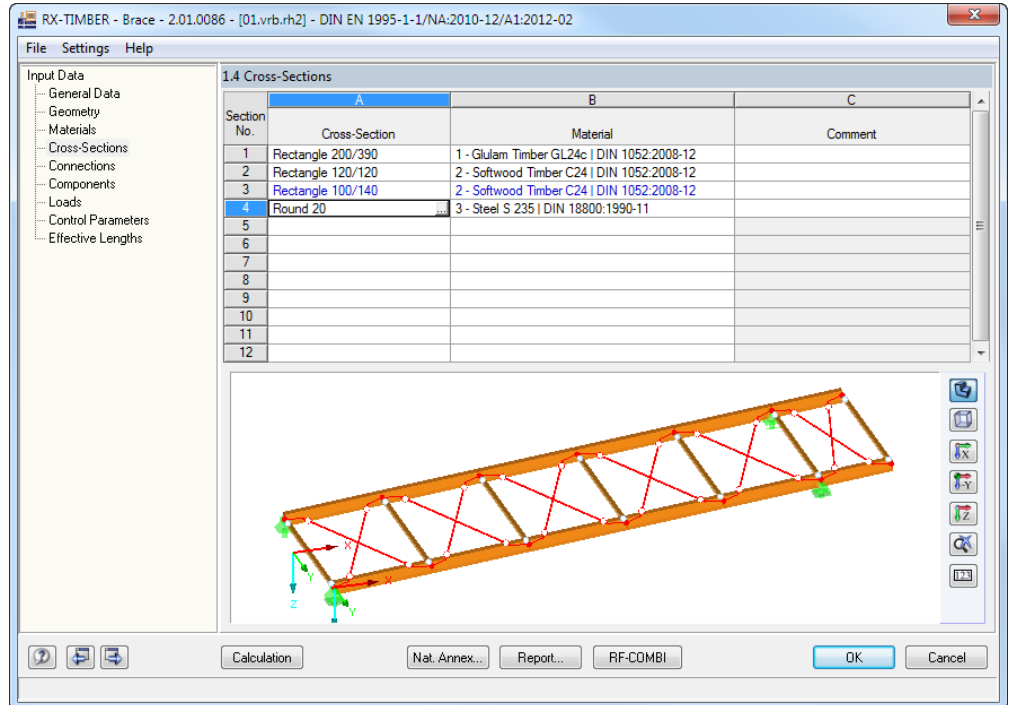 RX-TIMBER - Brace - 2.01.0086 - [01.vrb.rh2] - DIN EN 1995-1-1/NA:2010-12/A1:2012-02
File Settings Help
Input Data
General Data
Geometry
Materials
Cross-Sections
Connections
Components
Loads
Control Parameters
Effective Lengths
1.4 Cross-Sections
A B C
Section No. Cross-Section Material Comment
1 Rectangle 200/390 1 - Glulam Timber GL24c | DIN 1052:2008-12
2 Rectangle 120/120 2 - Softwood Timber C24 | DIN 1052:2008-12
3 Rectangle 100/140 2 - Softwood Timber C24 | DIN 1052:2008-12
4 Round 20 ... 3 - Steel S 235 | DIN 18800:1990-11
5
6
7
8
9
10
11
12
X
Y
Z
X
Y
X
-Y
Z
123
Calculation Nat. Annex... Report... RF-COMBI OK Cancel